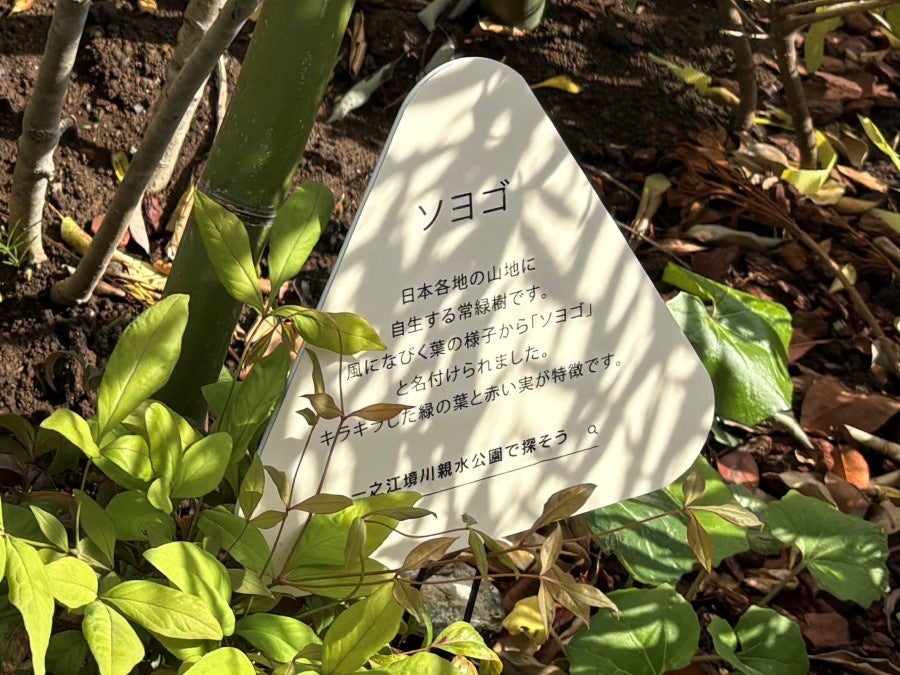 ソヨゴ
日本各地の山地に
自生する常緑樹です。
風になびく葉の様子から「ソヨゴ」
と名付けられました。
キラキラした緑の葉と赤い実が特徴です。
一之江境川親水公園で探そう